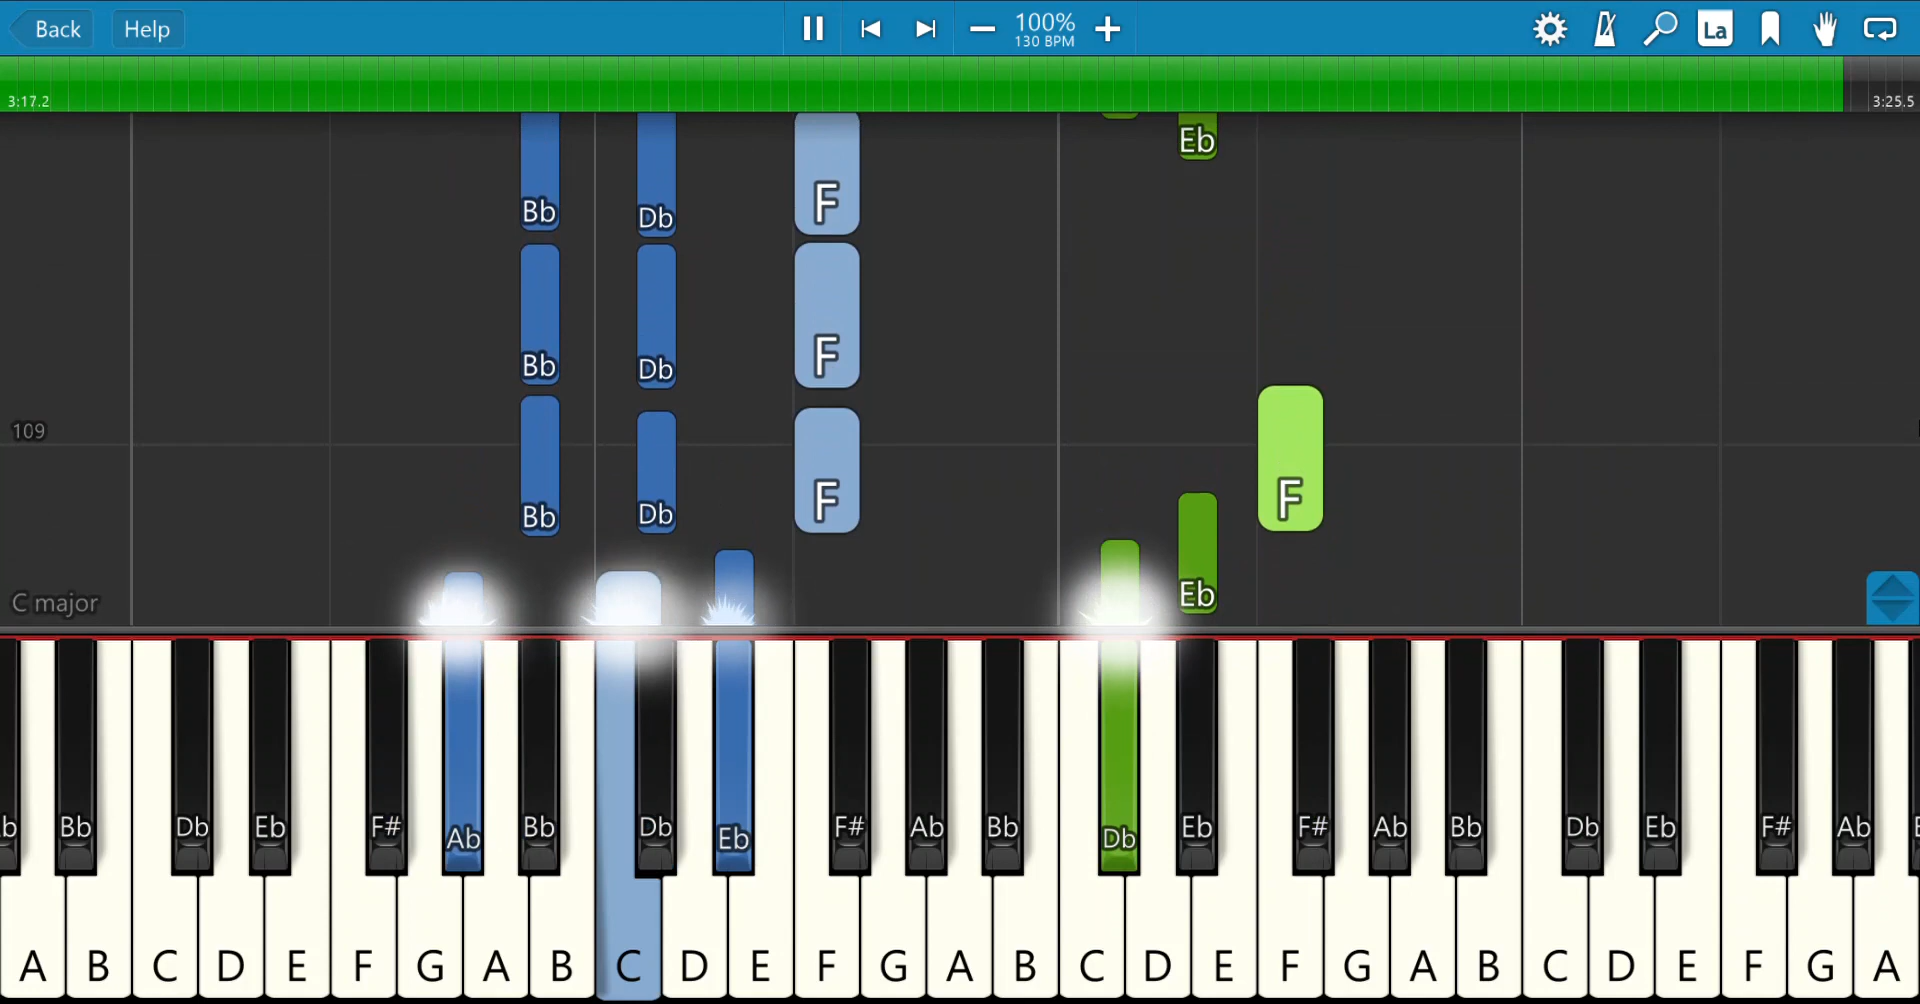 Back Help 100% La
130 BPM
3:17.2 3:25.5
Eb
Bb Db F
Bb Db F
109
F
Bb Db F
C major Eb
b Bb Db Eb F# Ab Bb Db Eb F# Ab Bb Db Eb F# Ab Bb Db Eb F# Ab E
A B C D E F G A B C D E F G A B C D E F G A B C D E F G A